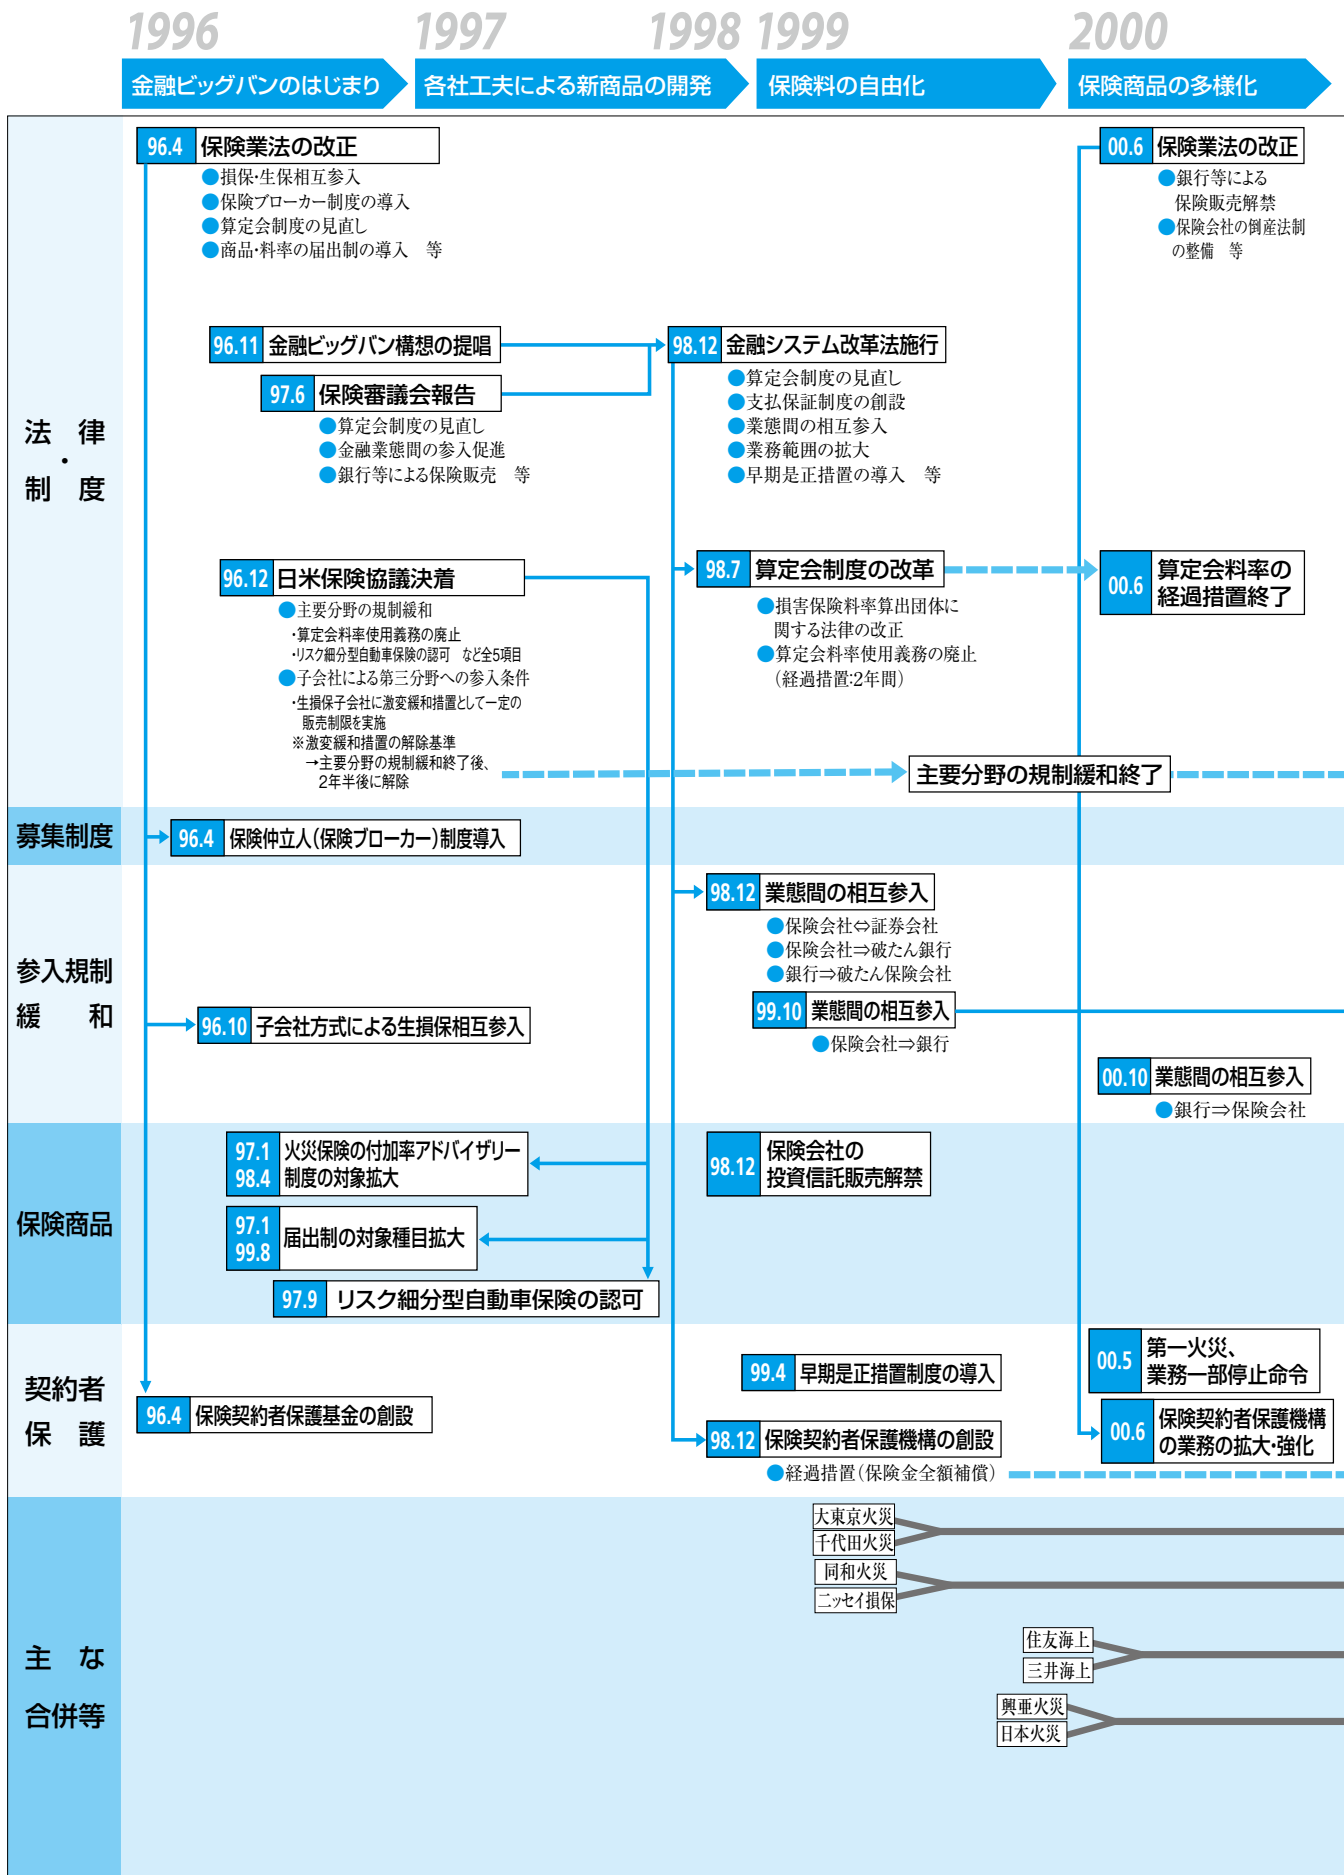 1996
1997
1998
1999
2000
金融ビッグバンのはじまり
各社工夫による新商品の開発
保険料の自由化
保険商品の多様化
法律・制度
96.4 保険業法の改正
●損保・生保相互参入
●保険ブローカー制度の導入
●算定会制度の見直し
●商品・料率の届出制の導入　等
00.6 保険業法の改正
●銀行等による
保険販売解禁
●保険会社の倒産法制
の整備　等
96.11 金融ビッグバン構想の提唱
97.6 保険審議会報告
●算定会制度の見直し
●金融業態間の参入促進
●銀行等による保険販売　等
98.12 金融システム改革法施行
●算定会制度の見直し
●支払保証制度の創設
●業態間の相互参入
●業務範囲の拡大
●早期是正措置の導入　等
96.12 日米保険協議決着
●主要分野の規制緩和
・算定会料率使用義務の廃止
・リスク細分型自動車保険の認可　など全5項目
●子会社による第三分野への参入条件
・生損保子会社に激変緩和措置として一定の
販売制限を実施
※激変緩和措置の解除基準
→主要分野の規制緩和終了後、
2年半後に解除
98.7 算定会制度の改革
●損害保険料率算出団体に
関する法律の改正
●算定会料率使用義務の廃止
（経過措置:2年間）
00.6 算定会料率の
経過措置終了
主要分野の規制緩和終了
募集制度
96.4 保険仲立人（保険ブローカー）制度導入
参入規制
緩和
98.12 業態間の相互参入
●保険会社⇔証券会社
●保険会社⇒破たん銀行
●銀行⇒破たん保険会社
96.10 子会社方式による生損保相互参入
99.10 業態間の相互参入
●保険会社⇒銀行
00.10 業態間の相互参入
●銀行⇒保険会社
保険商品
97.1 火災保険の付加率アドバイザリー
98.4 制度の対象拡大
98.12 保険会社の
投資信託販売解禁
97.1
99.8 届出制の対象種目拡大
97.9 リスク細分型自動車保険の認可
契約者
保護
96.4 保険契約者保護基金の創設
99.4 早期是正措置制度の導入
98.12 保険契約者保護機構の創設
●経過措置（保険金全額補償）
00.5 第一火災、
業務一部停止命令
00.6 保険契約者保護機構
の業務の拡大・強化
主な
合併等
大東京火災
千代田火災
同和火災
ニッセイ損保
住友海上
三井海上
興亜火災
日本火災